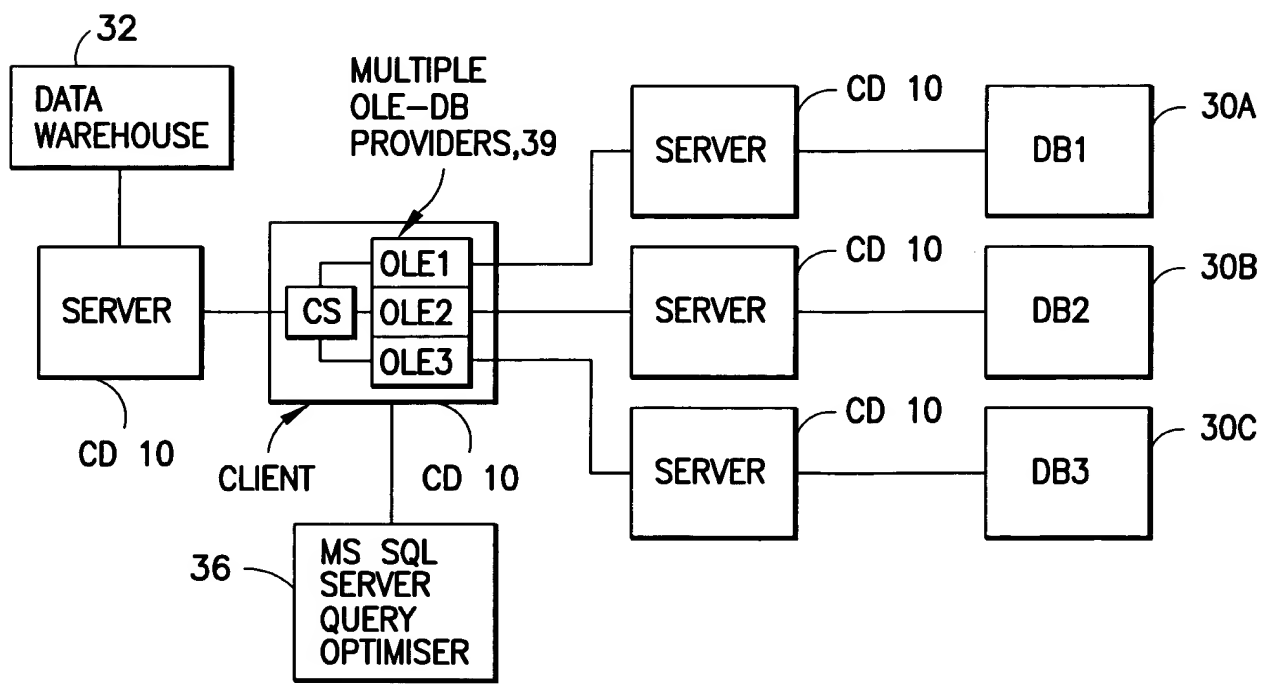 32
DATA
WAREHOUSE
MULTIPLE
OLE-DB
PROVIDERS,39
CD 10
SERVER
DB1
30A
SERVER
CD 10
CS
OLE1
OLE2
OLE3
CLIENT
CD 10
CD 10
SERVER
DB2
30B
CD 10
SERVER
DB3
30C
36
MS SQL
SERVER
QUERY
OPTIMISER